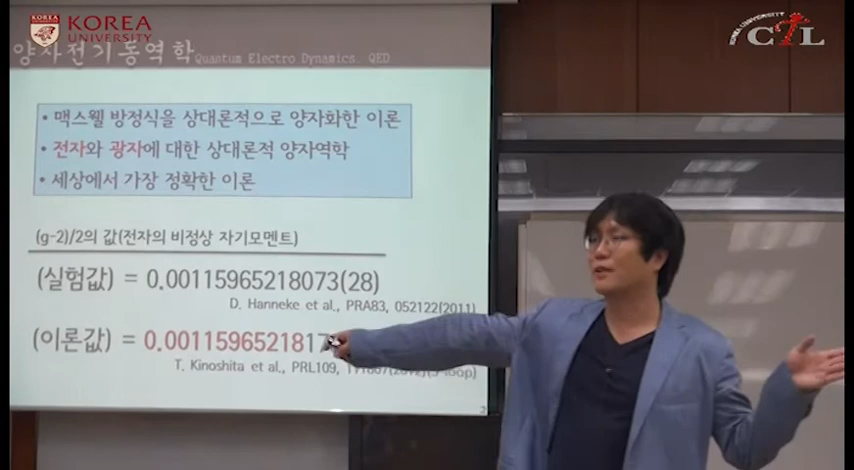 KOREA
UNIVERSITY
KOREA UNIVERSITY
CTL
양자전기동역학 Quantum Electro Dynamics, QED
• 맥스웰 방정식을 상대론적으로 양자화한 이론
• 전자와 광자에 대한 상대론적 양자역학
• 세상에서 가장 정확한 이론
(g-2)/2의 값(전자의 비정상 자기모멘트)
(실험값) = 0.00115965218073(28)
D. Hanneke et al., PRA83, 052122(2011)
(이론값) = 0.0011596521817
T. Kinoshita et al., PRL109,
2